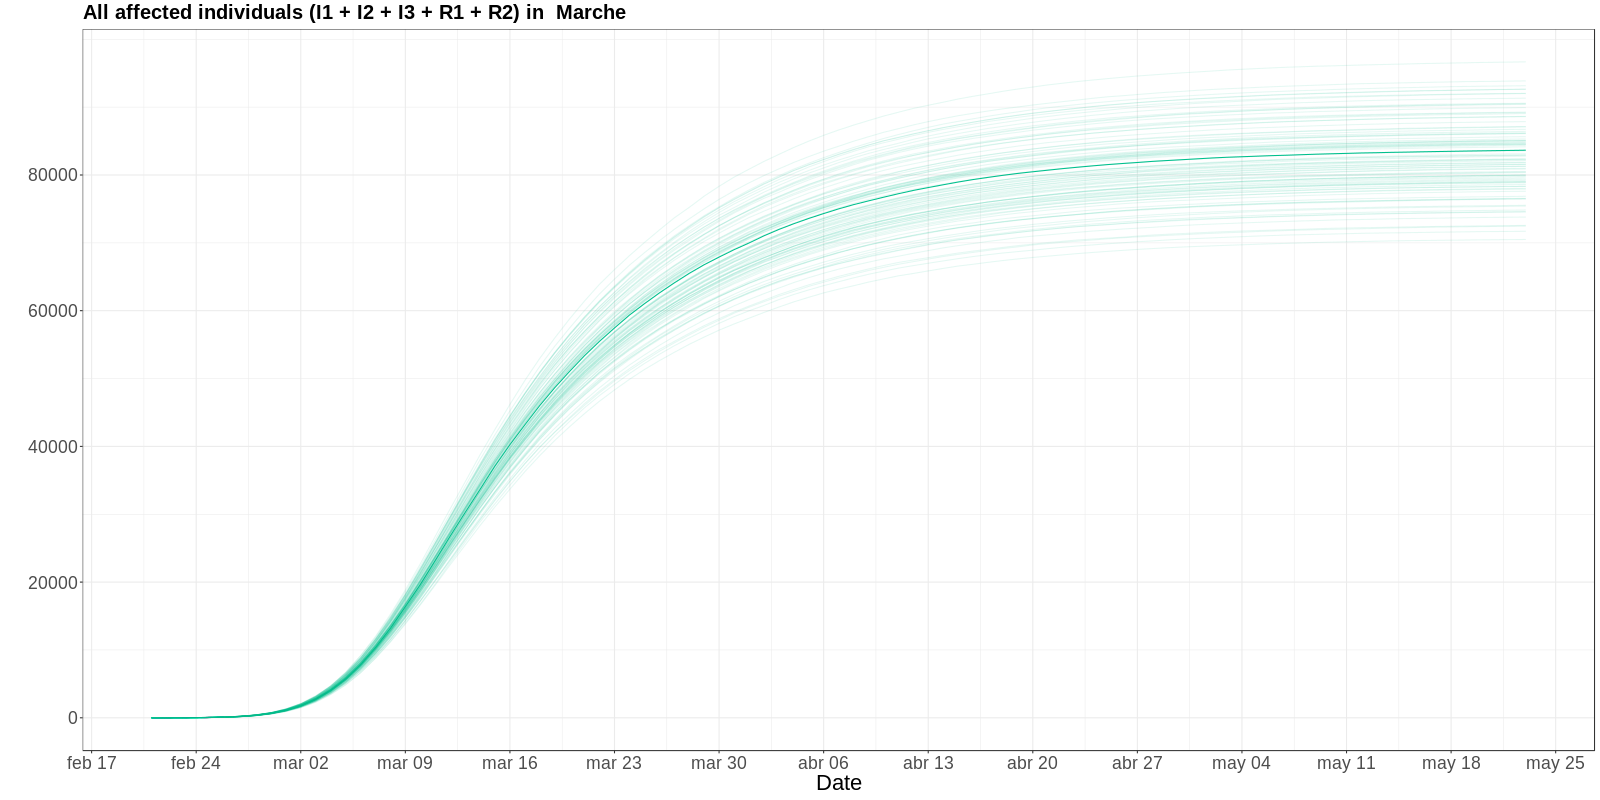 All affected individuals (I1 + I2 + I3 + R1 + R2) in  Marche
80000
60000
40000
20000
0
feb 17 feb 24 mar 02 mar 09 mar 16 mar 23 mar 30 abr 06 abr 13 abr 20 abr 27 may 04 may 11 may 18 may 25
Date